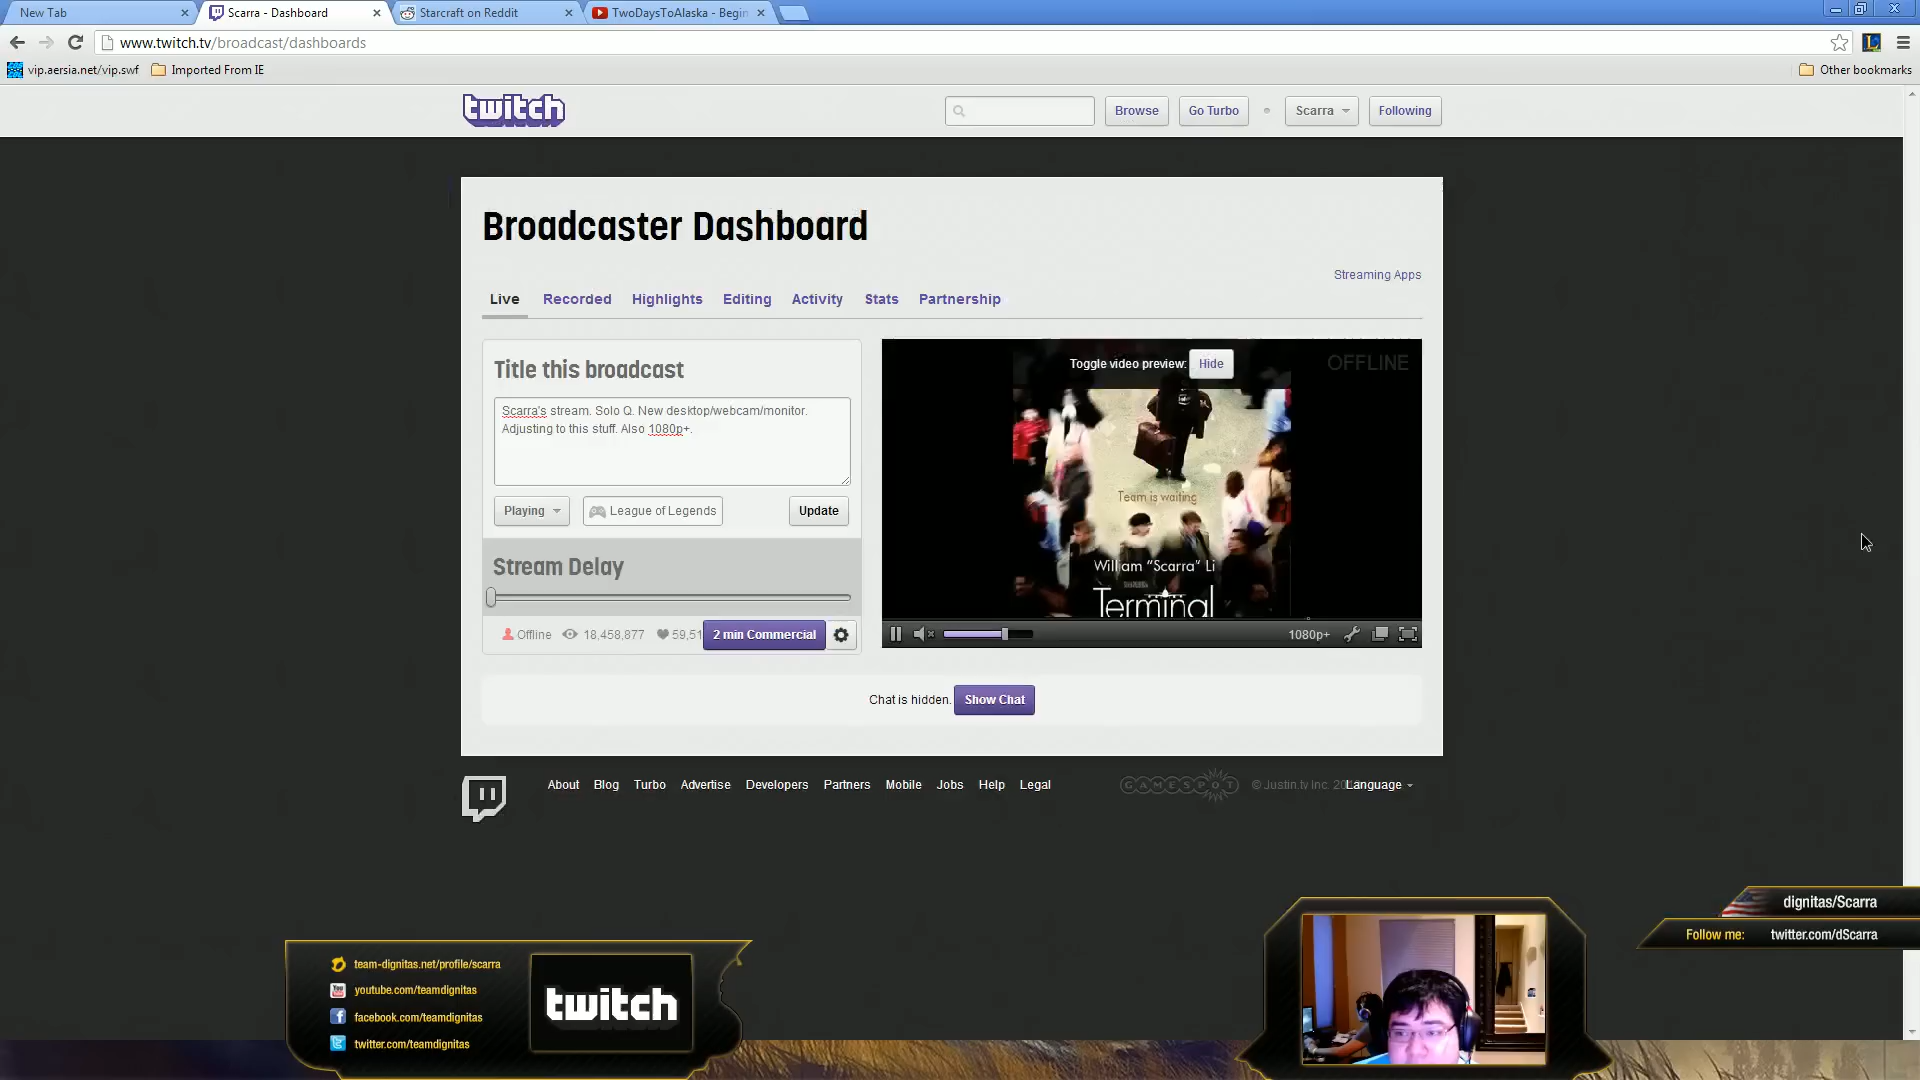 New Tab
Scarra - Dashboard
Starcraft on Reddit
TwoDaysToAlaska - Begin
www.twitch.tv/broadcast/dashboards
vip.aersia.net/vip.swf
Imported From IE
Other bookmarks
twitch
Browse
Go Turbo
Scarra
Following
Broadcaster Dashboard
Streaming Apps
Live
Recorded
Highlights
Editing
Activity
Stats
Partnership
Title this broadcast
Scarra's stream. Solo Q. New desktop/webcam/monitor.
Adjusting to this stuff. Also 1080p+.
Playing
League of Legends
Update
Stream Delay
Offline
18,458,877
59,51
2 min Commercial
Toggle video preview:
Hide
OFFLINE
Team is waiting
William "Scarra" Li
Terminal
1080p+
Chat is hidden.
Show Chat
About
Blog
Turbo
Advertise
Developers
Partners
Mobile
Jobs
Help
Legal
GAMESPOT
© Justin.tv Inc.
Language
dignitas/Scarra
Follow me:
twitter.com/dScarra
team-dignitas.net/profile/scarra
youtube.com/teamdignitas
facebook.com/teamdignitas
twitter.com/teamdignitas
twitch